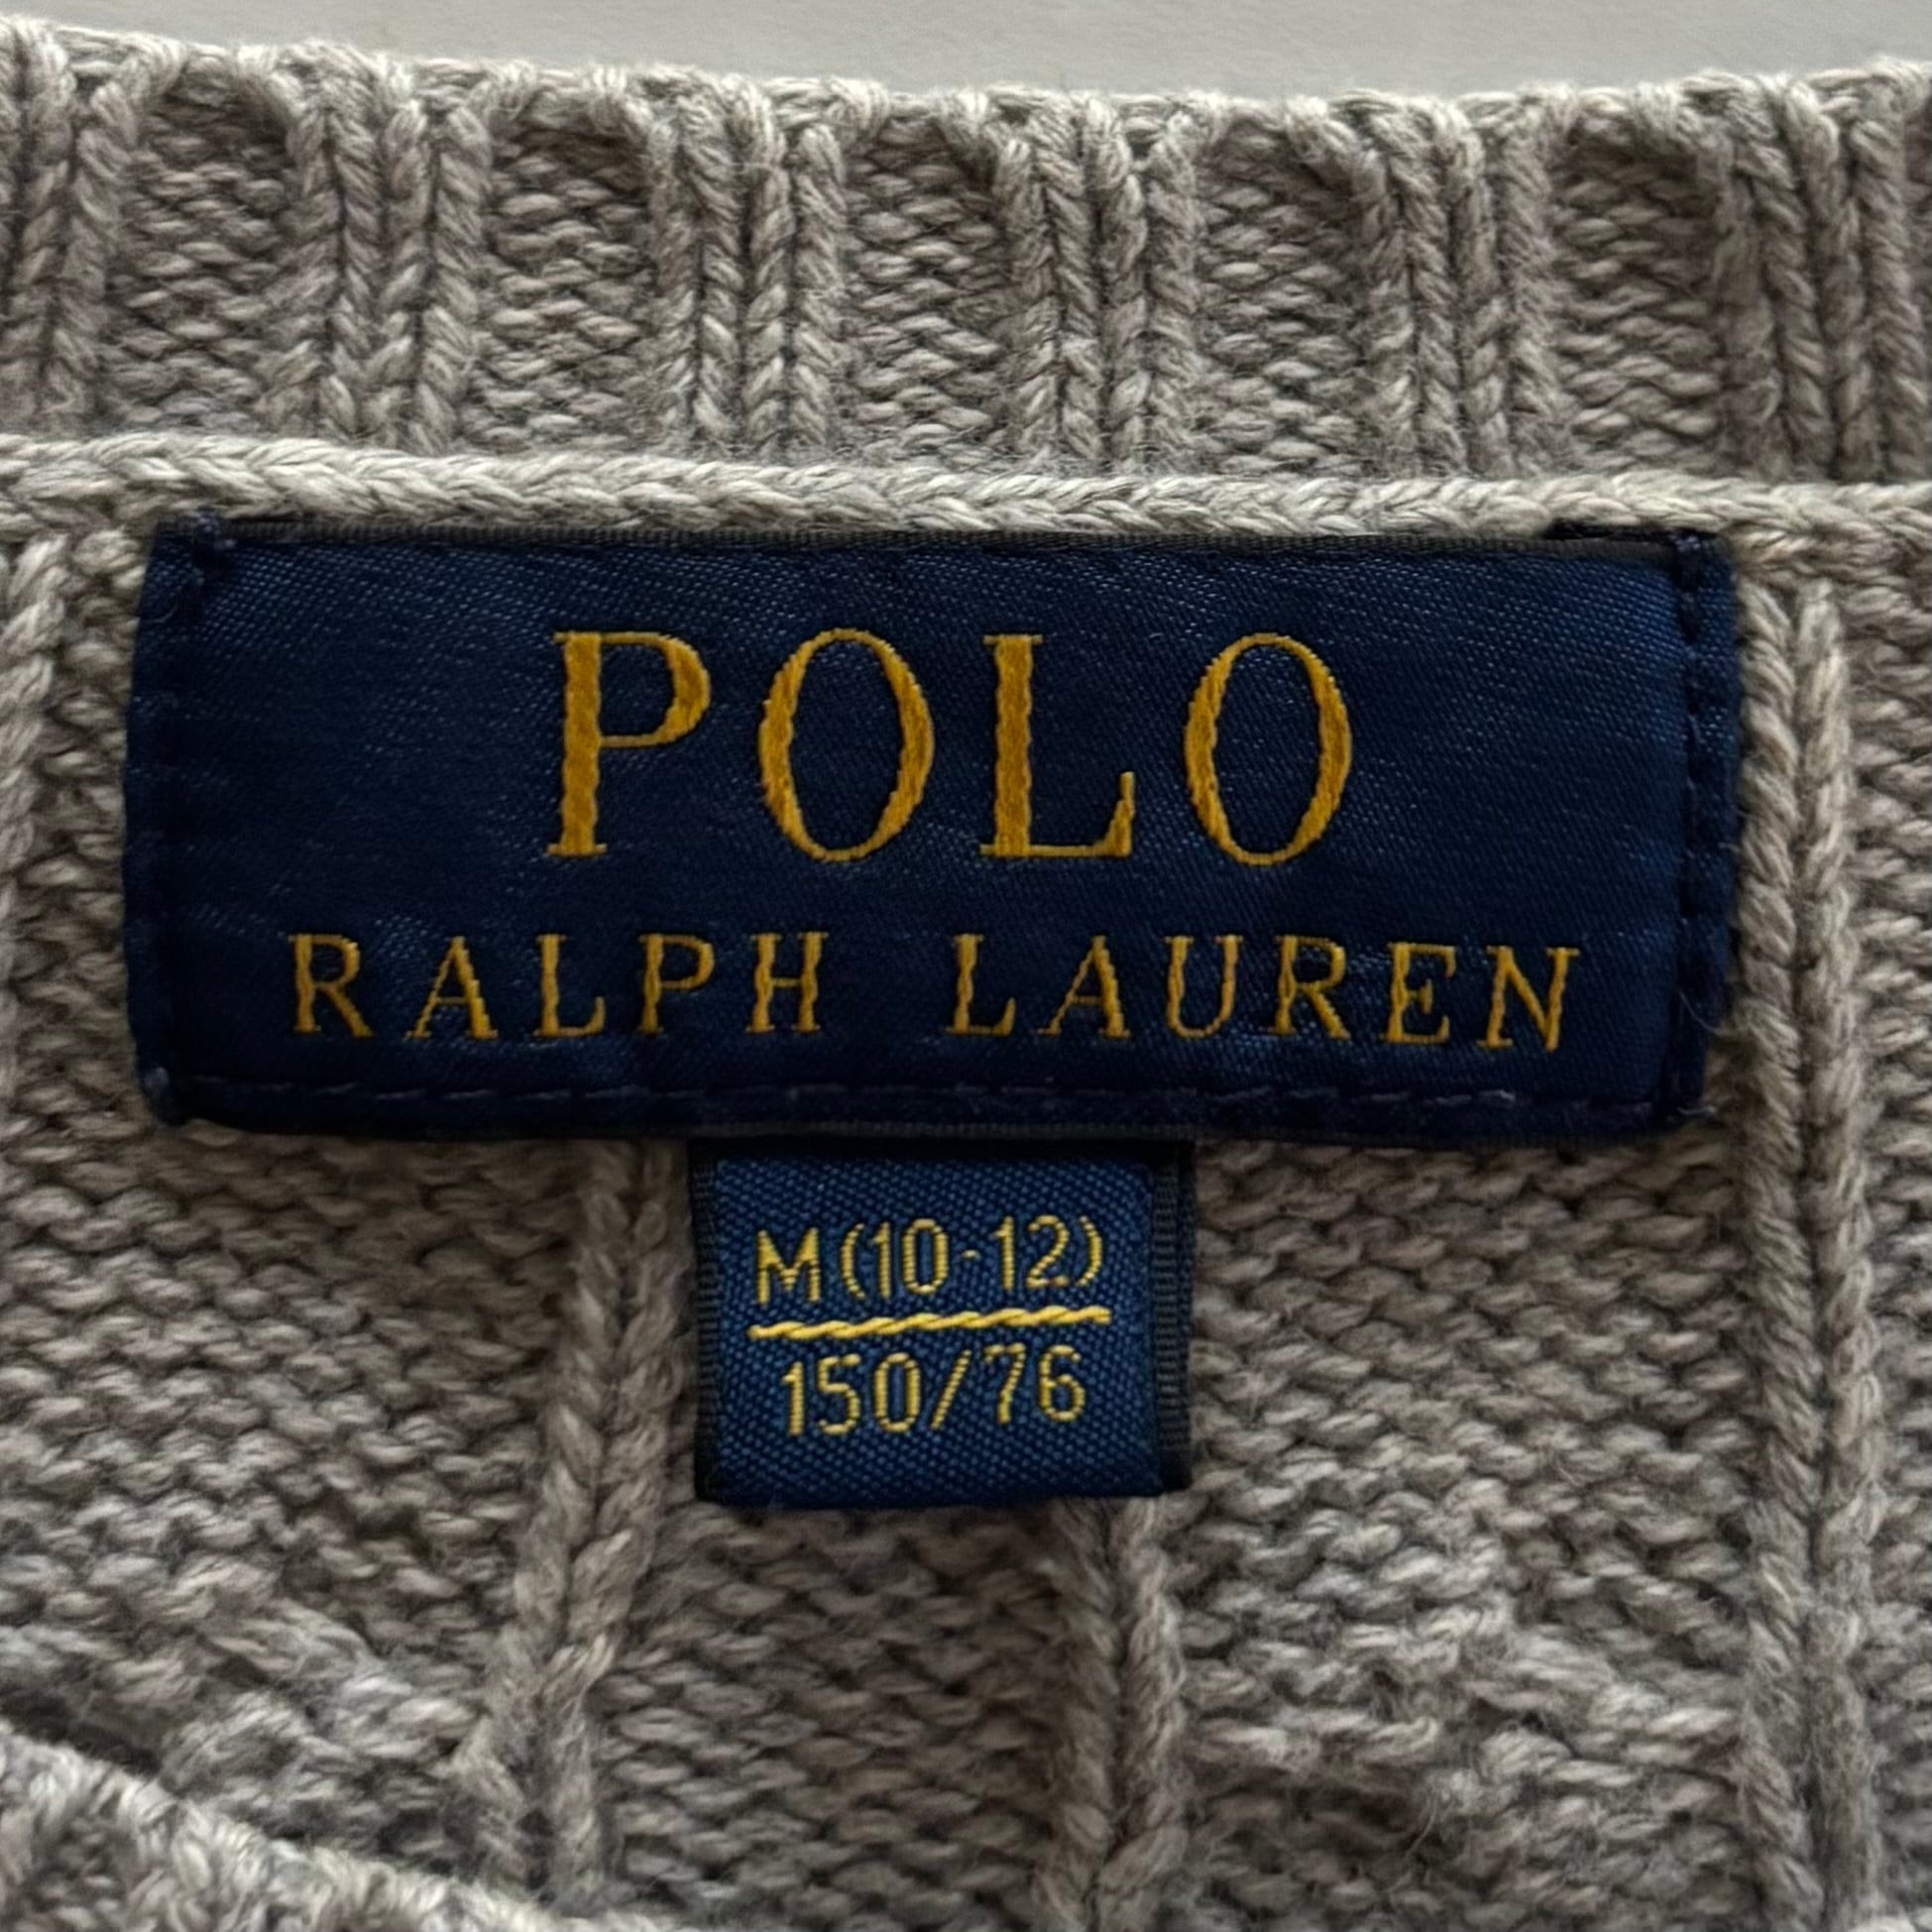 POLO
RALPH LAUREN
M(10-12)
150/76